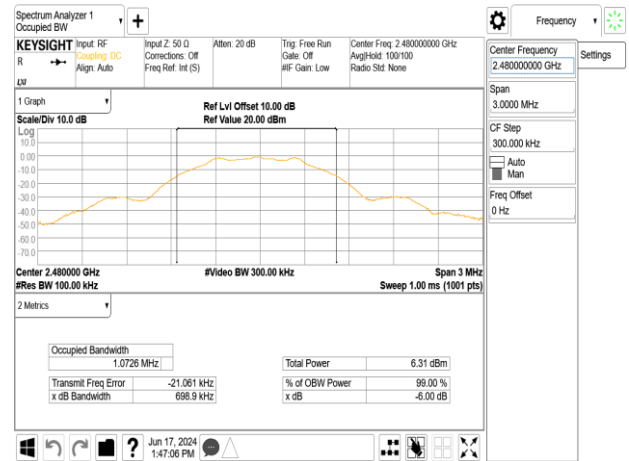 Spectrum Analyzer 1
Occupied BW
Frequency
KEYSIGHT
R
Input: RF
Coupling: DC
Align: Auto
Input Z: 50 Ω
Corrections: Off
Freq Ref: Int (S)
Atten: 20 dB
Trig: Free Run
Gate: Off
#IF Gain: Low
Center Freq: 2.480000000 GHz
Avg|Hold: 100/100
Radio Std: None
Center Frequency
2.480000000 GHz
Settings
Span
3.0000 MHz
CF Step
300.000 kHz
Auto
Man
Freq Offset
0 Hz
1 Graph
Scale/Div 10.0 dB
Ref Lvl Offset 10.00 dB
Ref Value 20.00 dBm
Log
10.0
0.00
-10.0
-20.0
-30.0
-40.0
-50.0
-60.0
-70.0
Center 2.480000 GHz
#Video BW 300.00 kHz
Span 3 MHz
#Res BW 100.00 kHz
Sweep 1.00 ms (1001 pts)
2 Metrics
Occupied Bandwidth
1.0726 MHz
Total Power 6.31 dBm
Transmit Freq Error -21.061 kHz
% of OBW Power 99.00 %
x dB Bandwidth 698.9 kHz
x dB -6.00 dB
?
Jun 17, 2024
1:47:06 PM